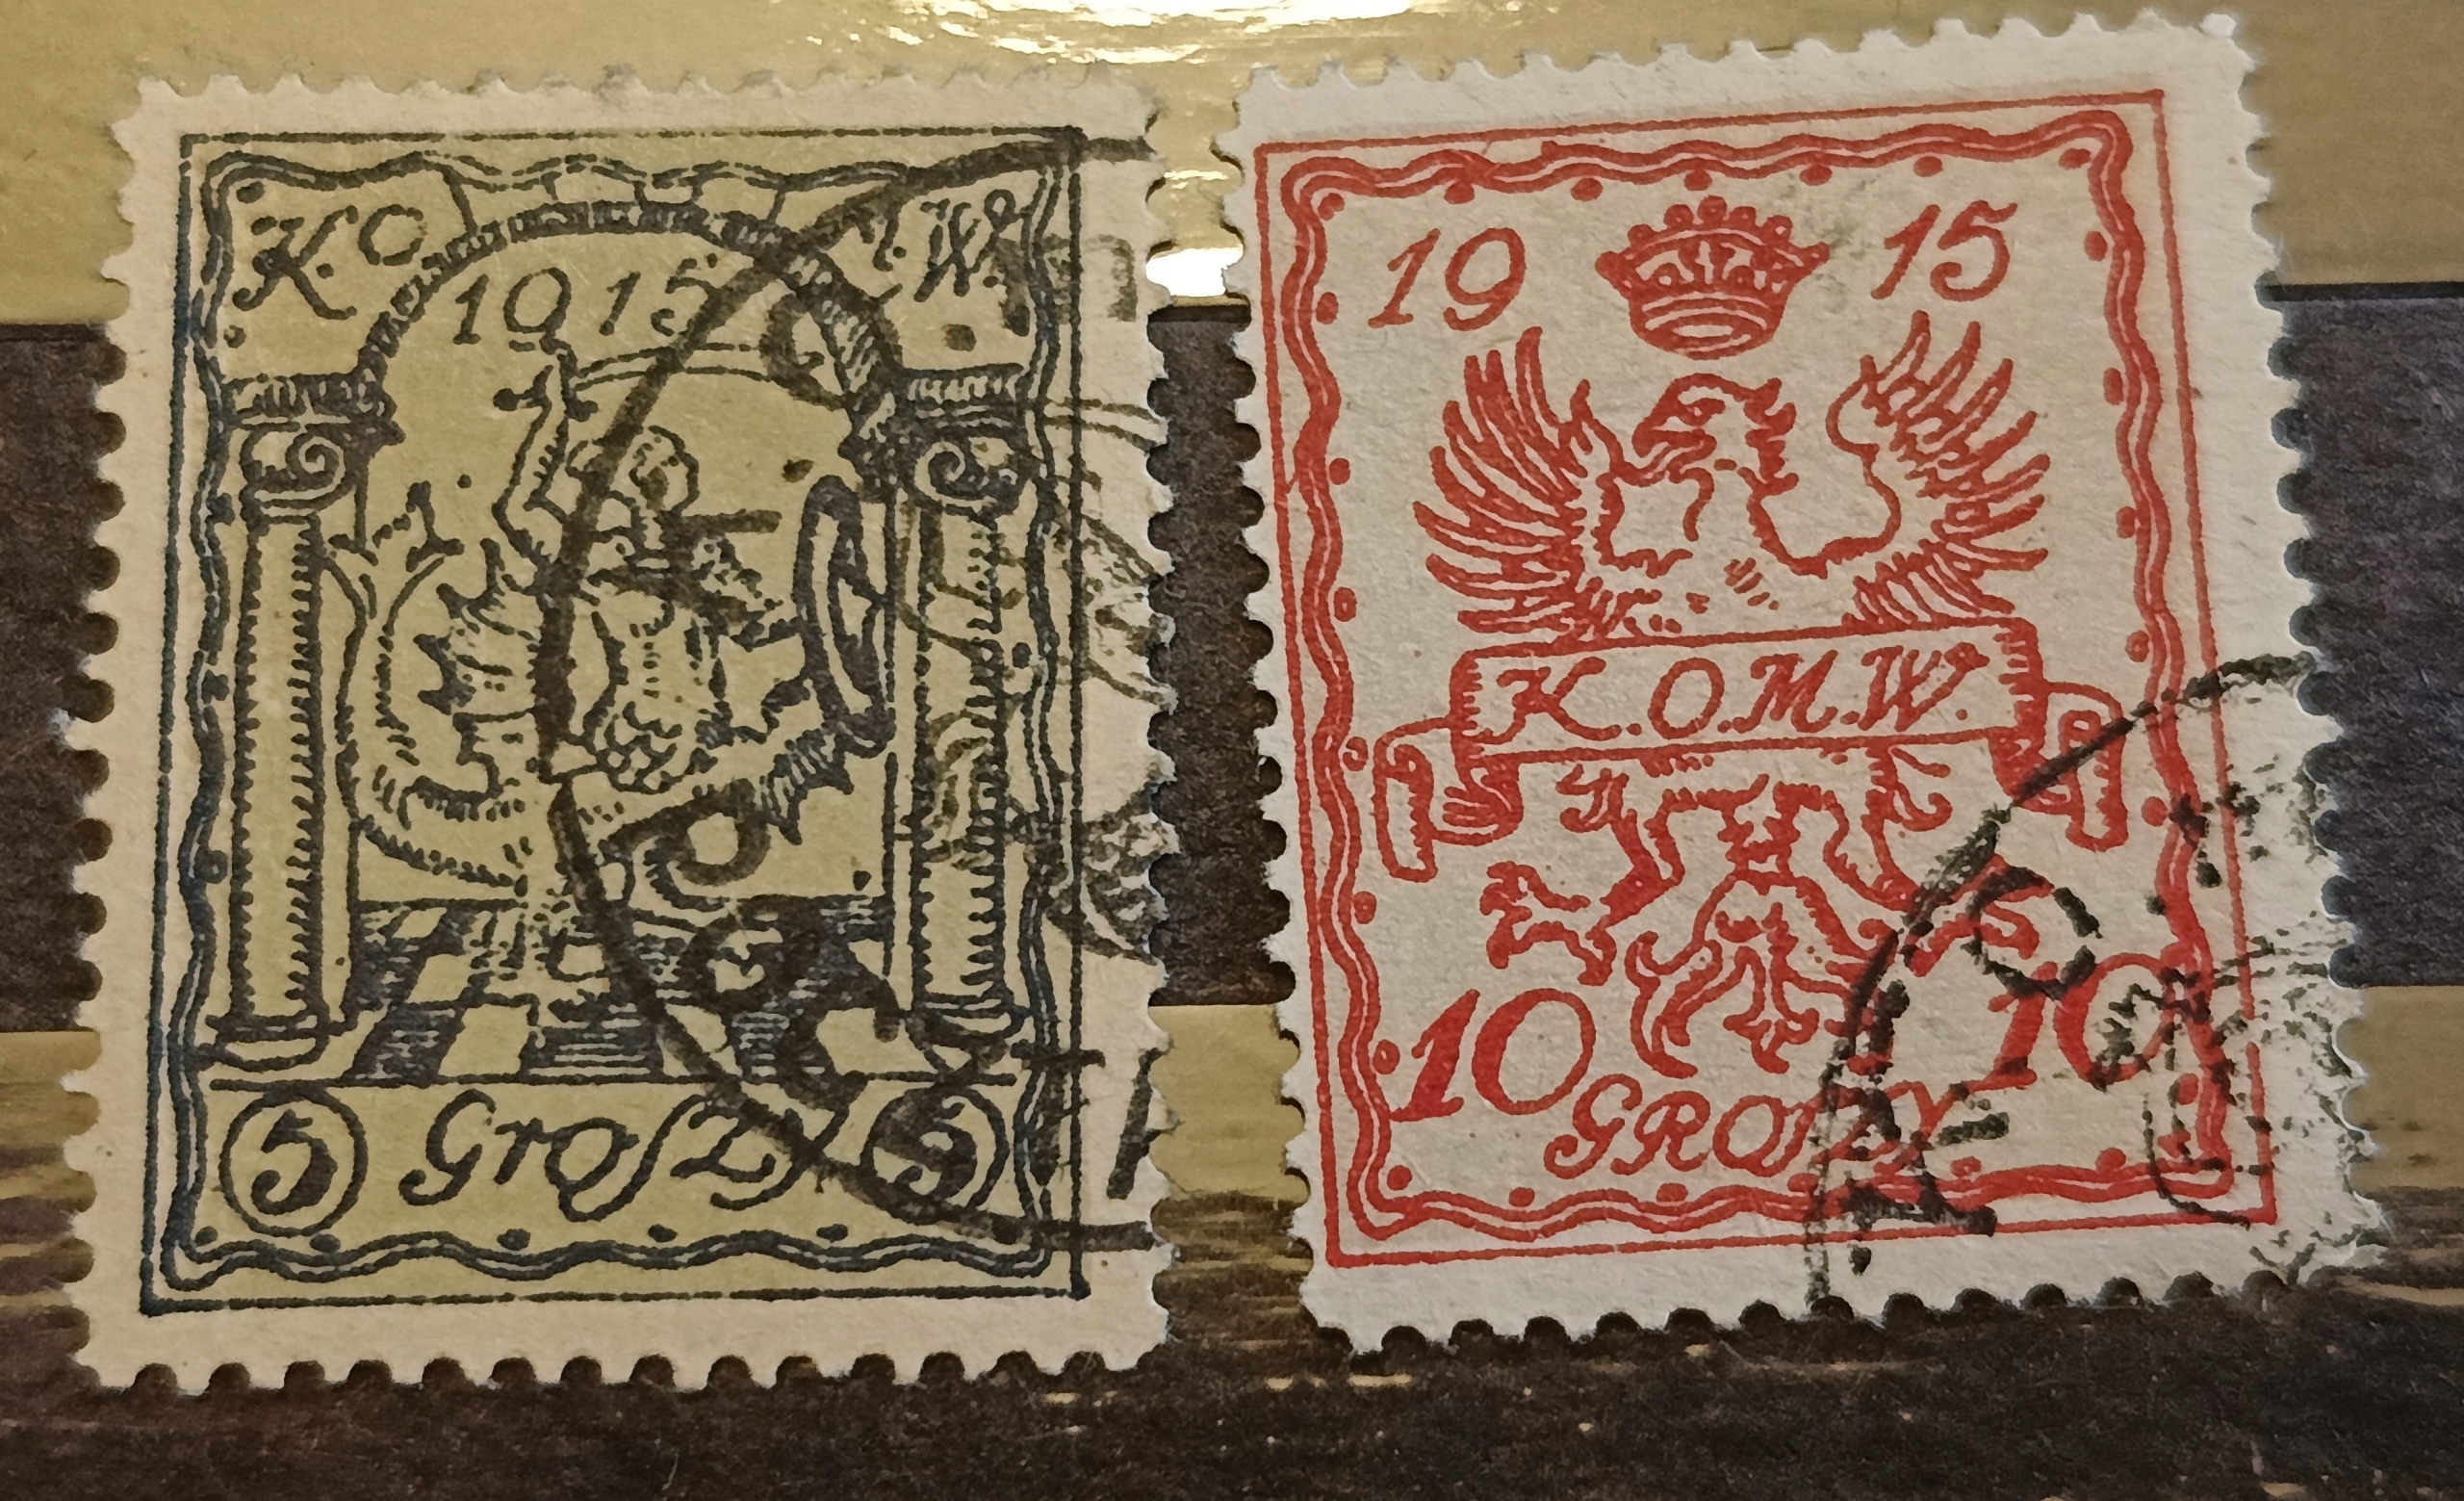 K. O. M. W.
1915
5 Groſzy 5
19 15
K.O.M.W.
10 10
GROſZY